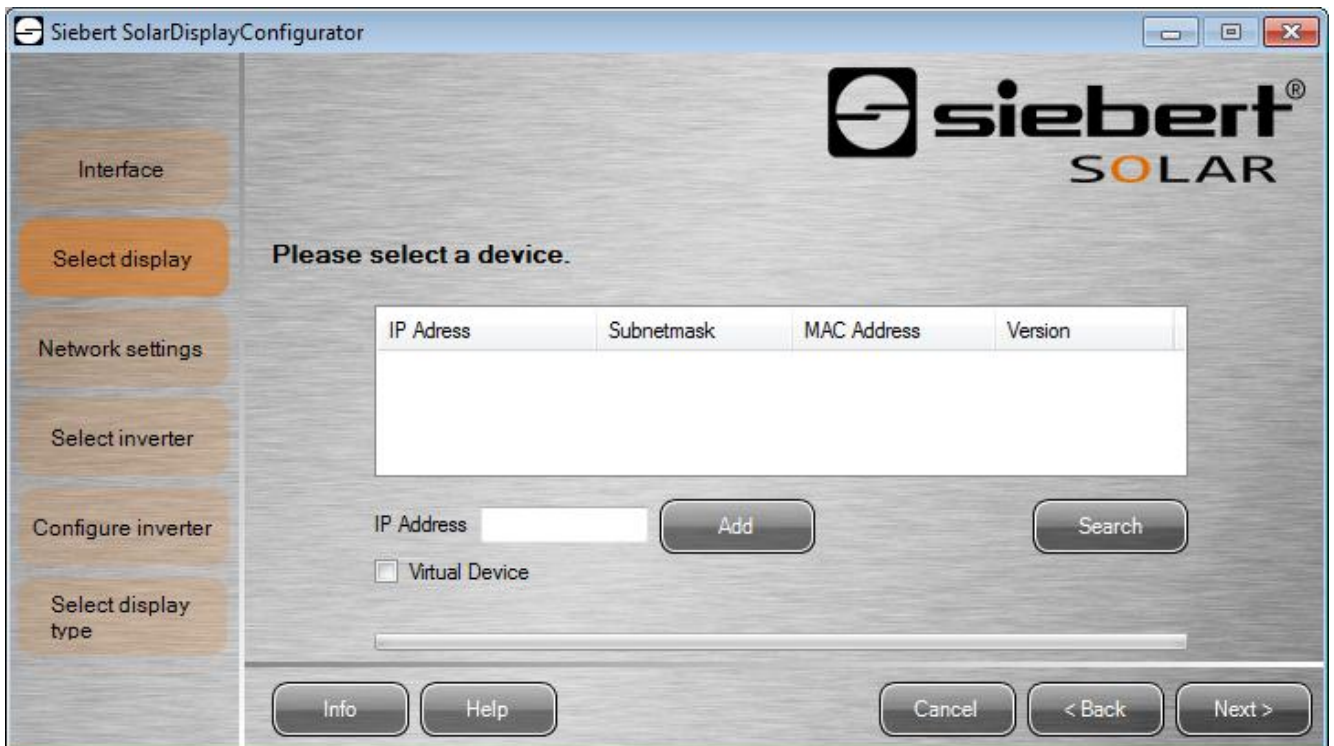 Siebert SolarDisplayConfigurator
siebert®
SOLAR
Interface
Select display
Network settings
Select inverter
Configure inverter
Select display
type
Please select a device.
IP Adress Subnetmask MAC Address Version
IP Address Add Search
Virtual Device
Info Help Cancel < Back Next >